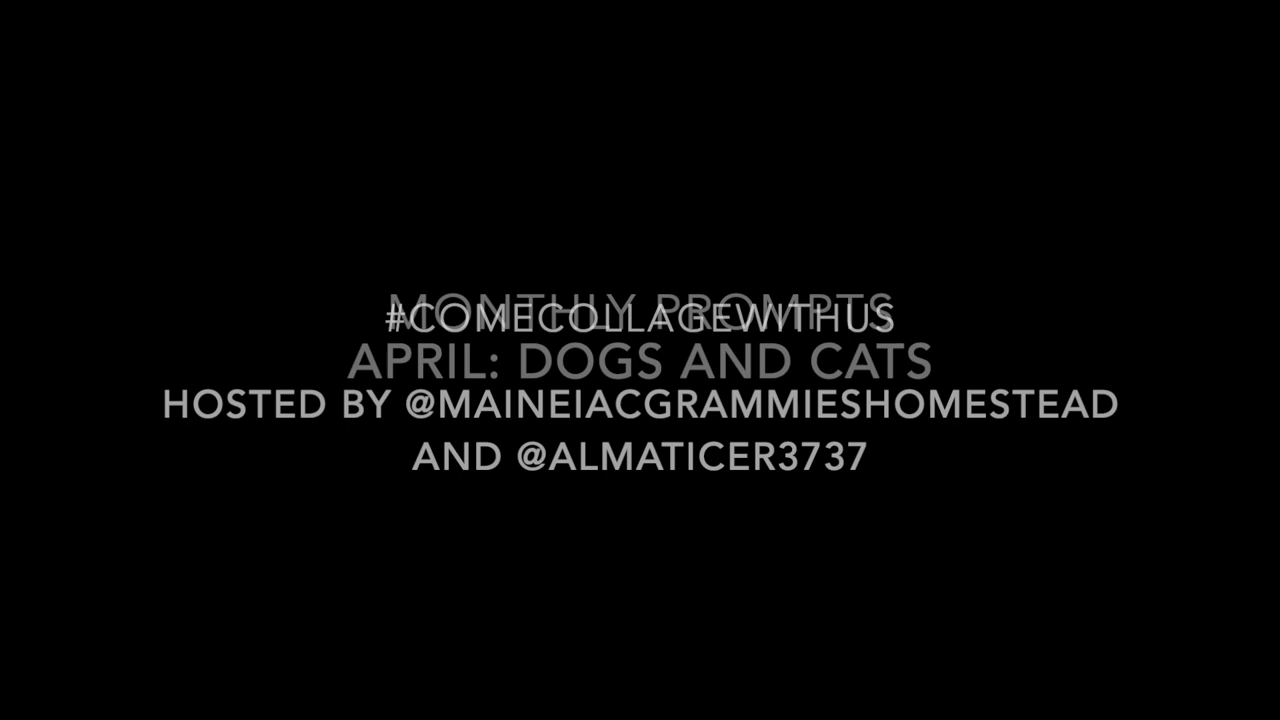 MONTHLY PROMPTS
#COMECOLLAGEWITHUS
APRIL: DOGS AND CATS
HOSTED BY @MAINEIACGRAMMIESHOMESTEAD
AND @ALMATICER3737